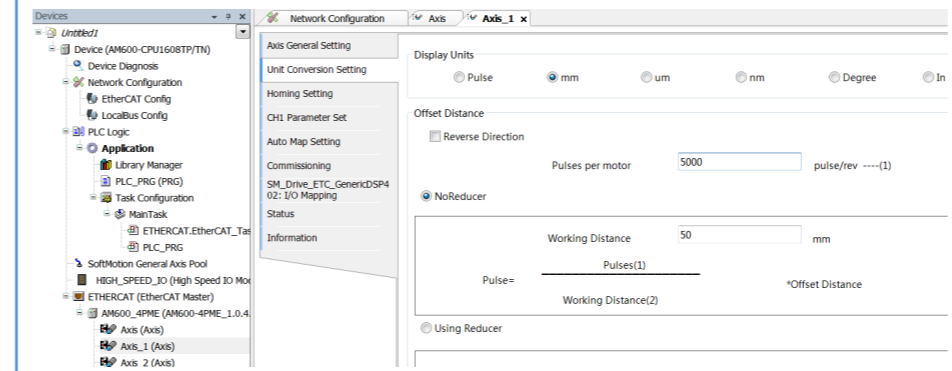 Devices
Untitled1
Device (AM600-CPU1608TP/TN)
Device Diagnosis
Network Configuration
EtherCAT Config
LocalBus Config
PLC Logic
Application
Library Manager
PLC_PRG (PRG)
Task Configuration
MainTask
ETHERCAT.EtherCAT_Tas
PLC_PRG
SoftMotion General Axis Pool
HIGH_SPEED_IO (High Speed IO Mod
ETHERCAT (EtherCAT Master)
AM600_4PME (AM600-4PME_1.0.4.
Axis (Axis)
Axis_1 (Axis)
Axis_2 (Axis)
Network Configuration
Axis
Axis_1 x
Axis General Setting
Unit Conversion Setting
Homing Setting
CH1 Parameter Set
Auto Map Setting
Commissioning
SM_Drive_ETC_GenericDSP4
02: I/O Mapping
Status
Information
Display Units
Pulse mm um nm Degree In
Offset Distance
Reverse Direction
Pulses per motor 5000 pulse/rev ----(1)
NoReducer
Working Distance 50 mm
Pulses(1)
Pulse= *Offset Distance
Working Distance(2)
Using Reducer